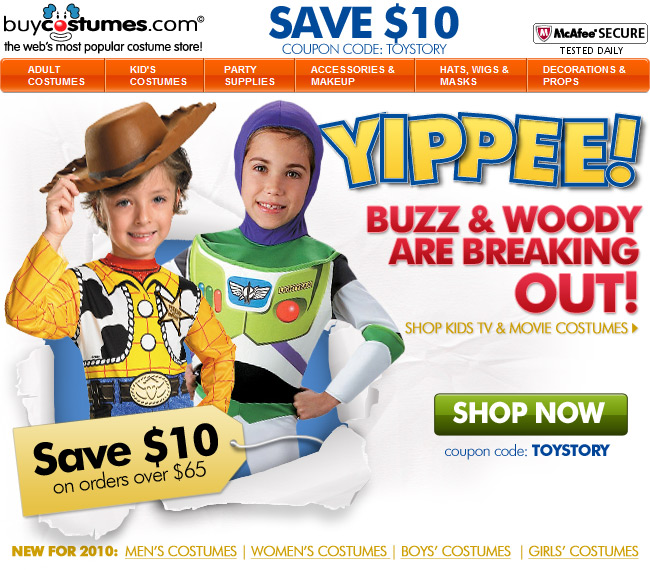 buycostumes.com©
the web's most popular costume store!
SAVE $10
COUPON CODE: TOYSTORY
McAfee SECURE
TESTED DAILY
ADULT
COSTUMES
KID'S
COSTUMES
PARTY
SUPPLIES
ACCESSORIES &
MAKEUP
HATS, WIGS &
MASKS
DECORATIONS &
PROPS
YIPPEE!
BUZZ & WOODY
ARE BREAKING
OUT!
SHOP KIDS TV & MOVIE COSTUMES
LIGHTYEAR
SHOP NOW
coupon code: TOYSTORY
Save $10
on orders over $65
NEW FOR 2010: MEN'S COSTUMES | WOMEN'S COSTUMES | BOYS' COSTUMES | GIRLS' COSTUMES